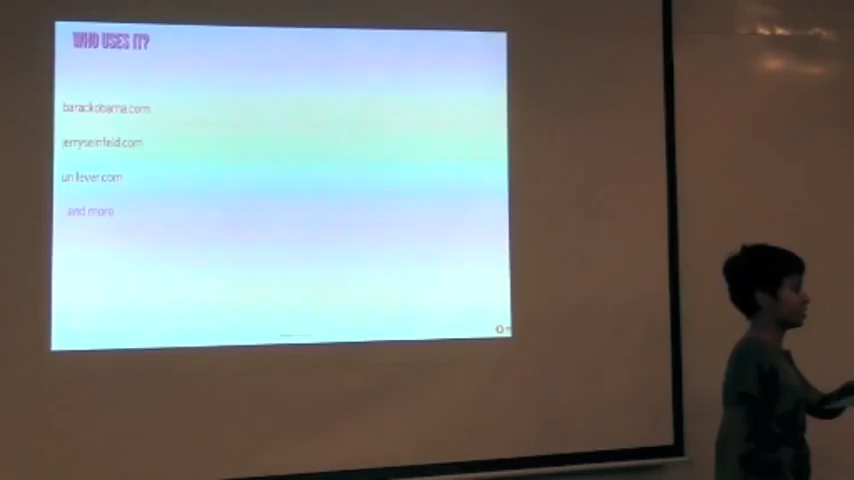 WHO USES IT?
barackobama.com
jerryseinfeld.com
unilever.com
...and more